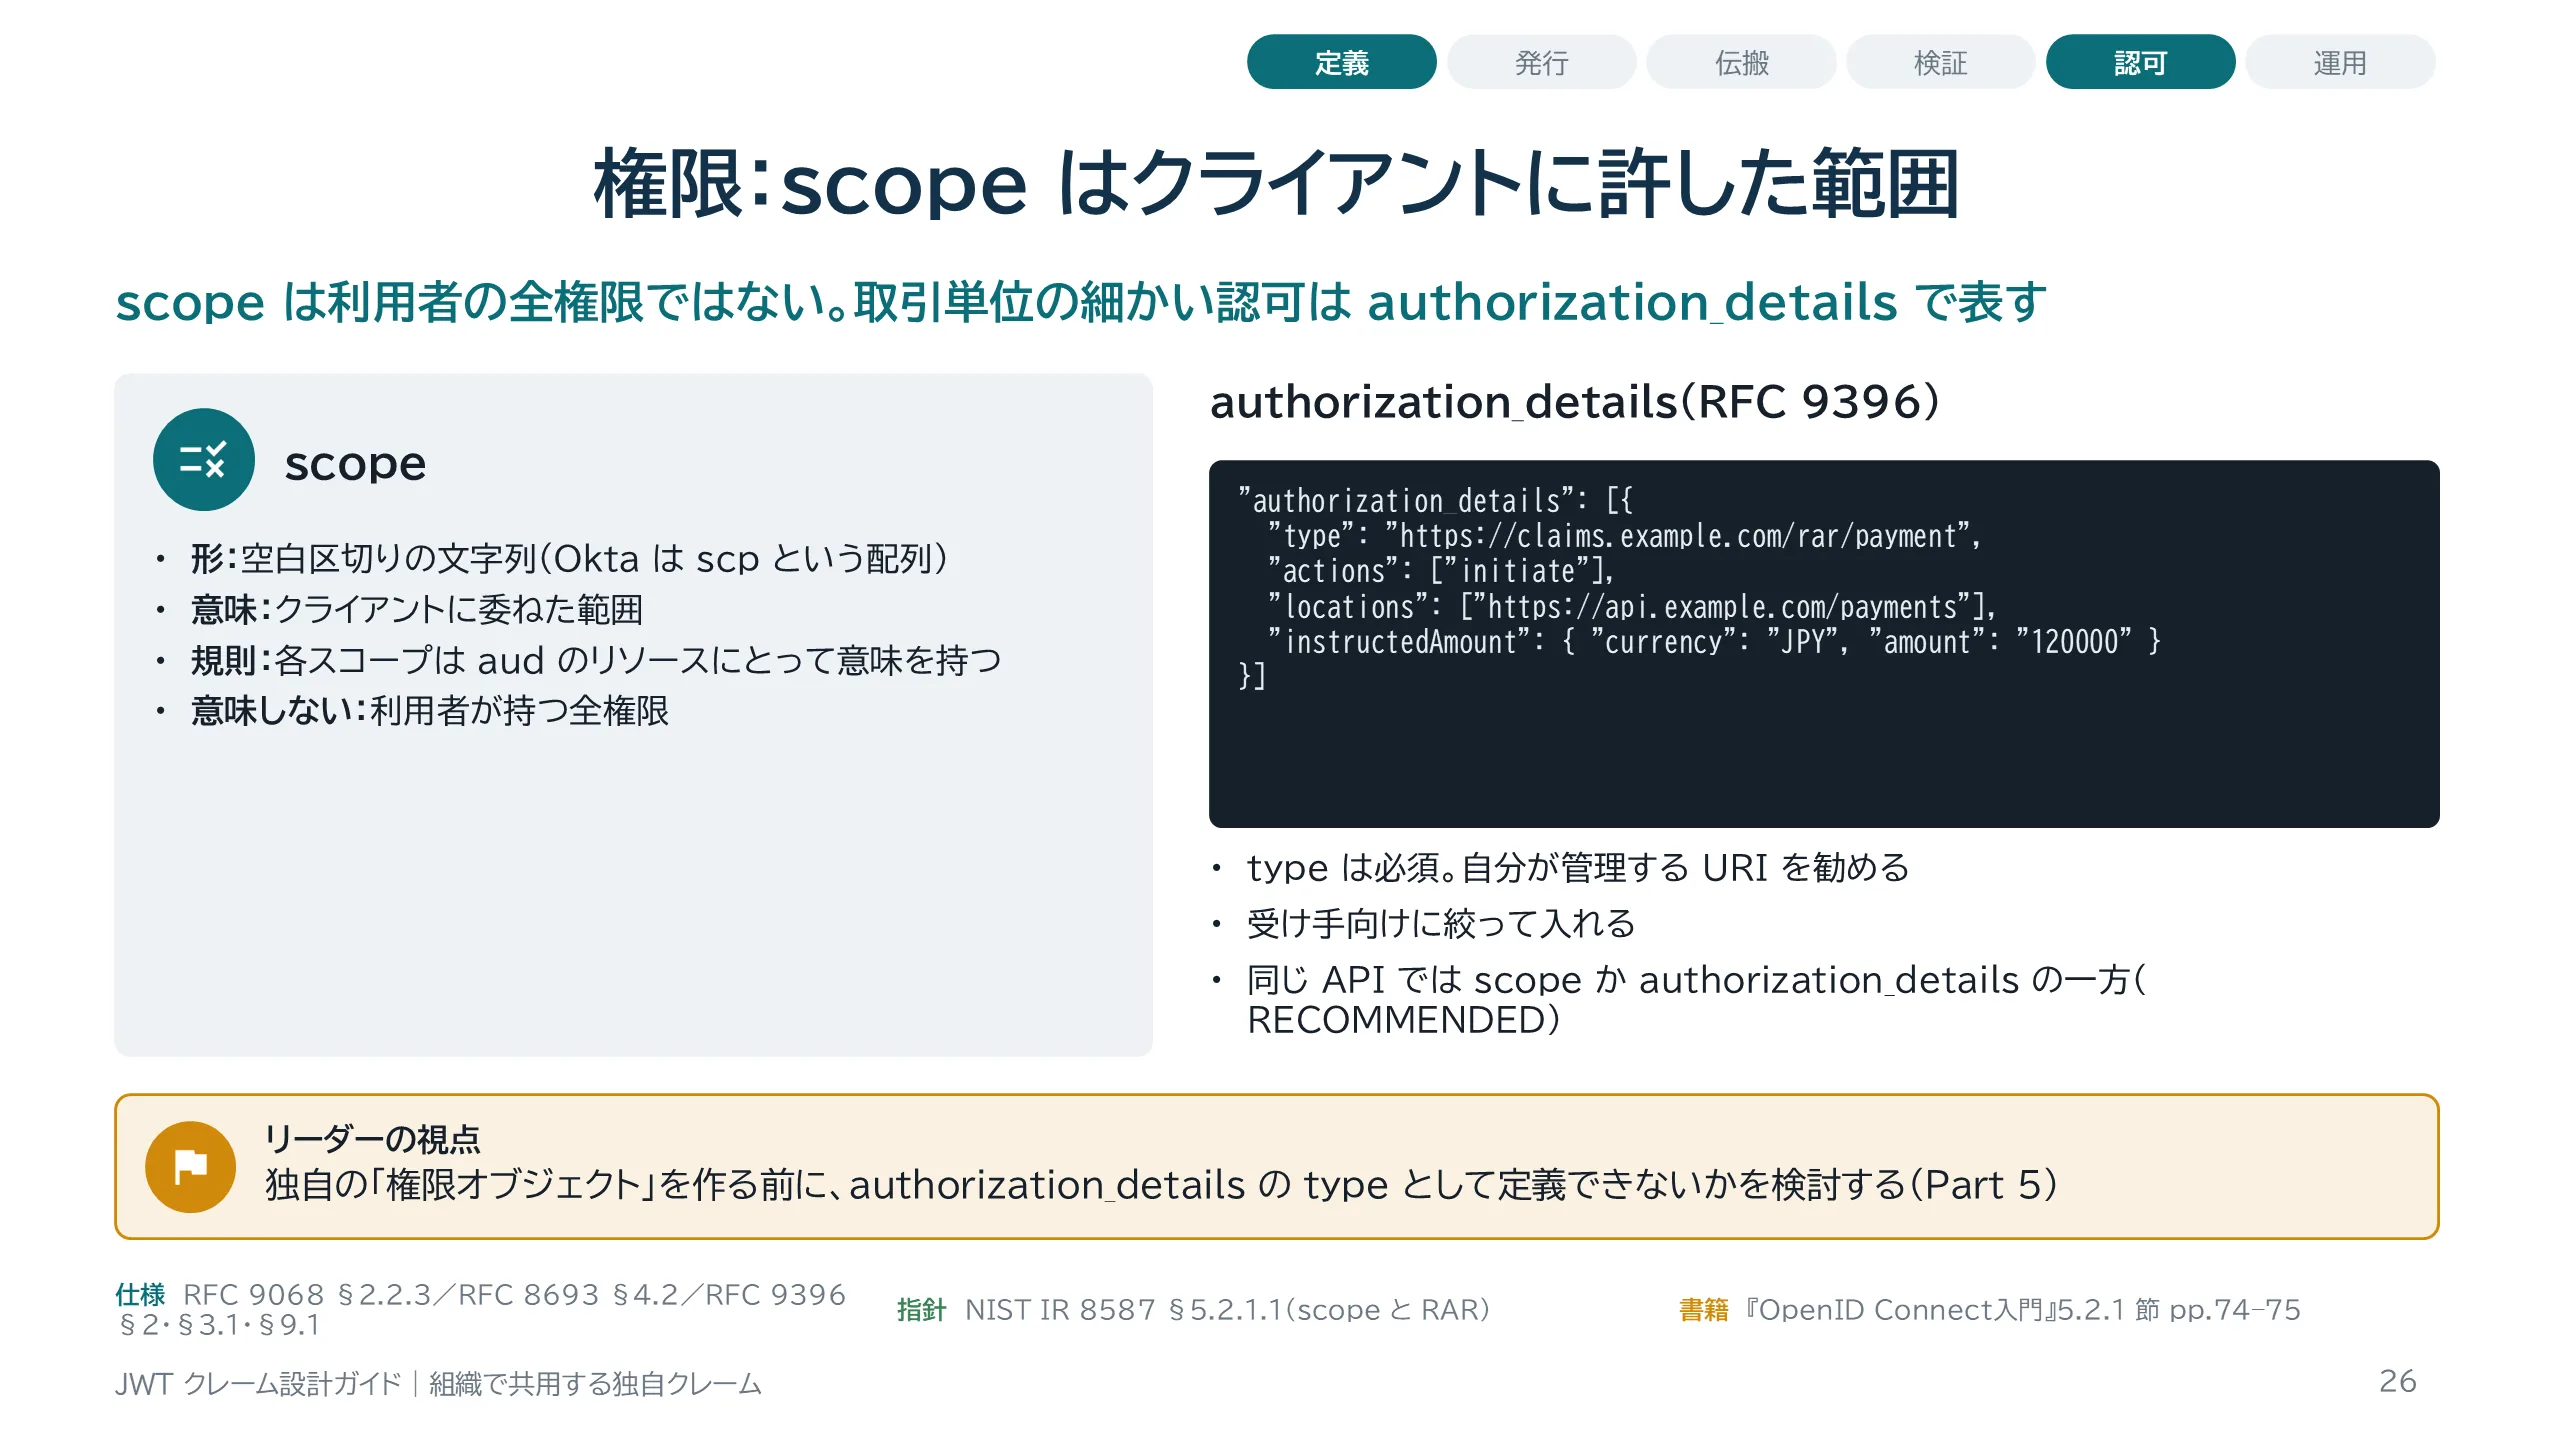 定義
発行
伝搬
検証
認可
運用
権限：scope はクライアントに許した範囲
scope は利用者の全権限ではない。取引単位の細かい認可は authorization_details で表す
scope
・ 形：空白区切りの文字列（Okta は scp という配列）
・ 意味：クライアントに委ねた範囲
・ 規則：各スコープは aud のリソースにとって意味を持つ
・ 意味しない：利用者が持つ全権限
authorization_details（RFC 9396）
"authorization_details": [{
  "type": "https://claims.example.com/rar/payment",
  "actions": ["initiate"],
  "locations": ["https://api.example.com/payments"],
  "instructedAmount": { "currency": "JPY", "amount": "120000" }
}]
・ type は必須。自分が管理する URI を勧める
・ 受け手向けに絞って入れる
・ 同じ API では scope か authorization_details の一方（
RECOMMENDED）
リーダーの視点
独自の「権限オブジェクト」を作る前に、authorization_details の type として定義できないかを検討する（Part 5）
仕様 RFC 9068 §2.2.3／RFC 8693 §4.2／RFC 9396
§2・§3.1・§9.1
指針 NIST IR 8587 §5.2.1.1（scope と RAR）
書籍 『OpenID Connect入門』5.2.1 節 pp.74–75
JWT クレーム設計ガイド｜組織で共用する独自クレーム
26